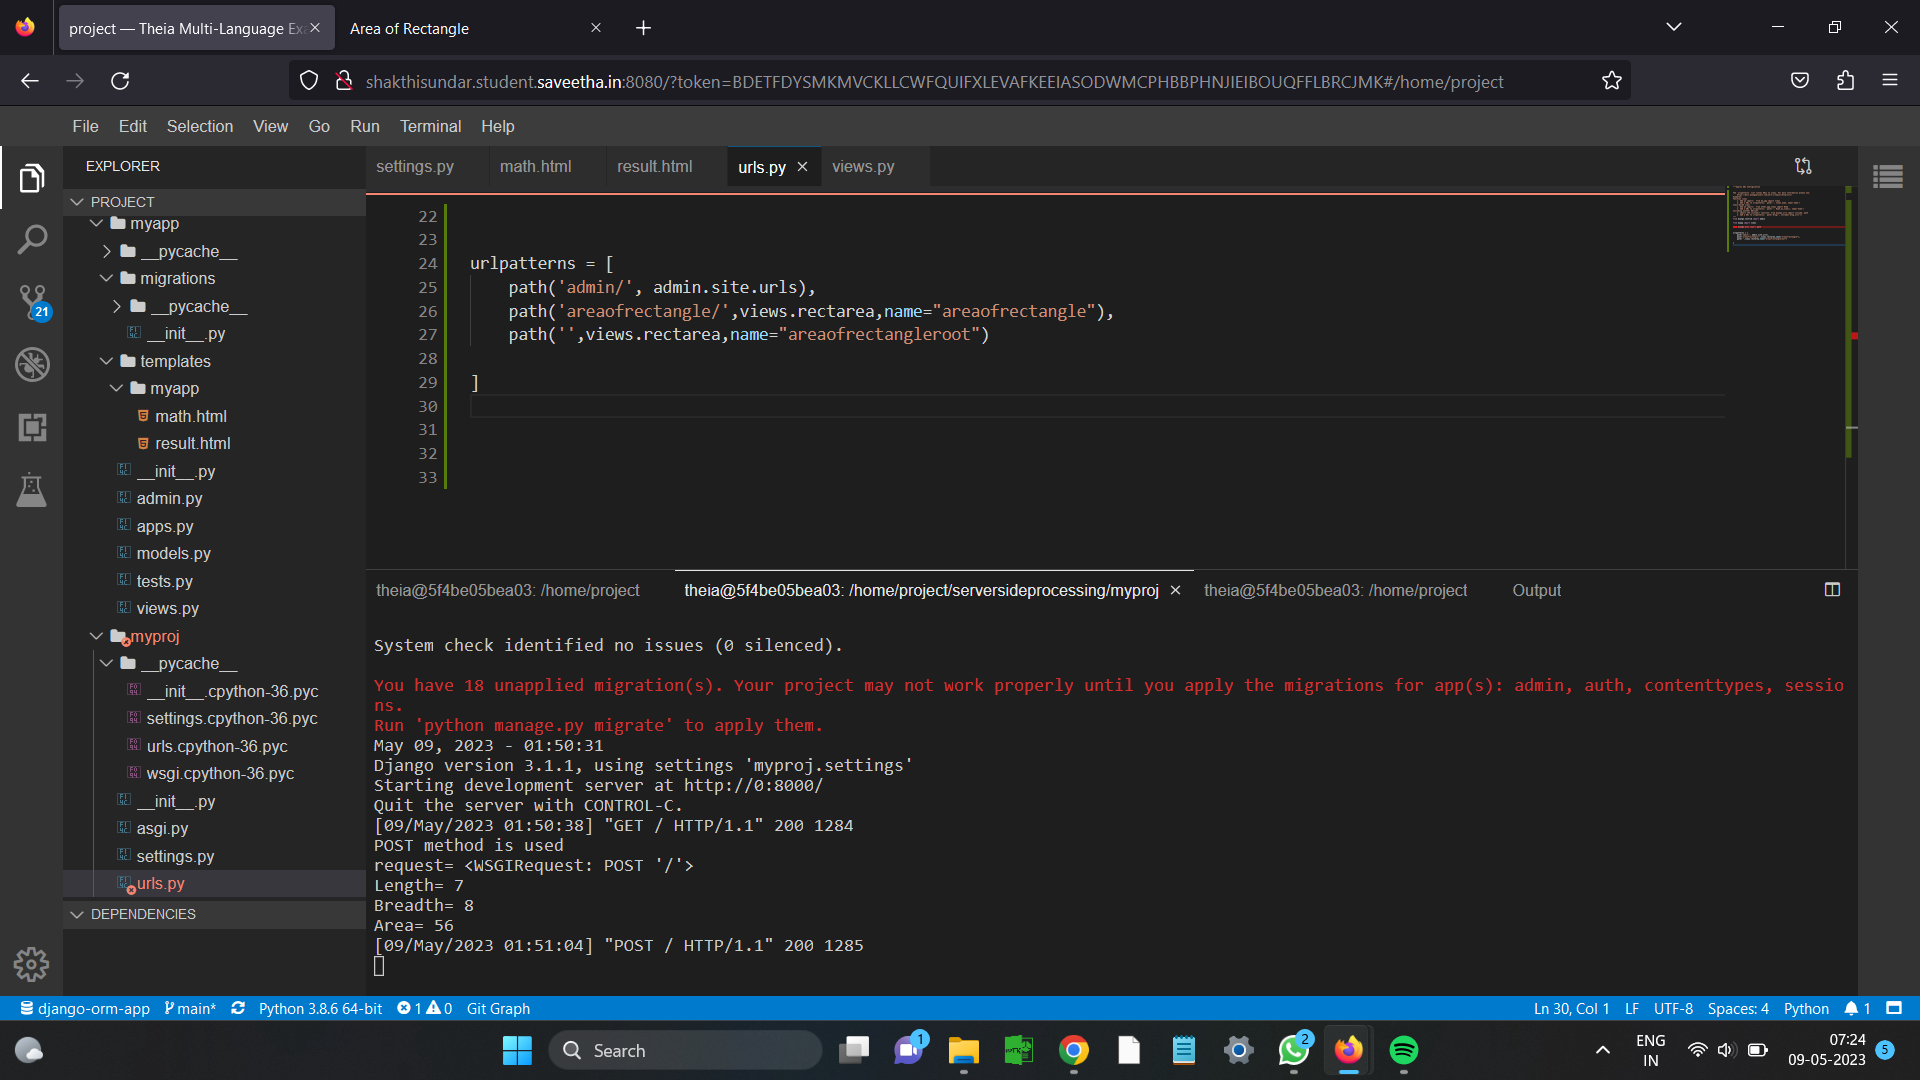 project — Theia Multi-Language Ex
Area of Rectangle
shakthisundar.student.saveetha.in:8080/?token=BDETFDYSMKMVCKLLCWFQUIFXLEVAFKEEIASODWMCPHBBPHNJIEIBOUQFFLBRCJMK#/home/project
File Edit Selection View Go Run Terminal Help
EXPLORER
settings.py math.html result.html urls.py views.py
PROJECT
myapp
__pycache__
migrations
__pycache__
__init__.py
templates
myapp
math.html
result.html
__init__.py
admin.py
apps.py
models.py
tests.py
views.py
myproj
__pycache__
__init__.cpython-36.pyc
settings.cpython-36.pyc
urls.cpython-36.pyc
wsgi.cpython-36.pyc
__init__.py
asgi.py
settings.py
urls.py
DEPENDENCIES
21
22
23
24 urlpatterns = [
25 path('admin/', admin.site.urls),
26 path('areaofrectangle/',views.rectarea,name="areaofrectangle"),
27 path('',views.rectarea,name="areaofrectangleroot")
28
29 ]
30
31
32
33
theia@5f4be05bea03: /home/project theia@5f4be05bea03: /home/project/serversideprocessing/myproj theia@5f4be05bea03: /home/project Output
System check identified no issues (0 silenced).
You have 18 unapplied migration(s). Your project may not work properly until you apply the migrations for app(s): admin, auth, contenttypes, sessio
ns.
Run 'python manage.py migrate' to apply them.
May 09, 2023 - 01:50:31
Django version 3.1.1, using settings 'myproj.settings'
Starting development server at http://0:8000/
Quit the server with CONTROL-C.
[09/May/2023 01:50:38] "GET / HTTP/1.1" 200 1284
POST method is used
request= <WSGIRequest: POST '/'>
Length= 7
Breadth= 8
Area= 56
[09/May/2023 01:51:04] "POST / HTTP/1.1" 200 1285
django-orm-app main* Python 3.8.6 64-bit 1 0 Git Graph Ln 30, Col 1 LF UTF-8 Spaces: 4 Python 1
Search
1
2
ENG
IN
07:24
09-05-2023
5